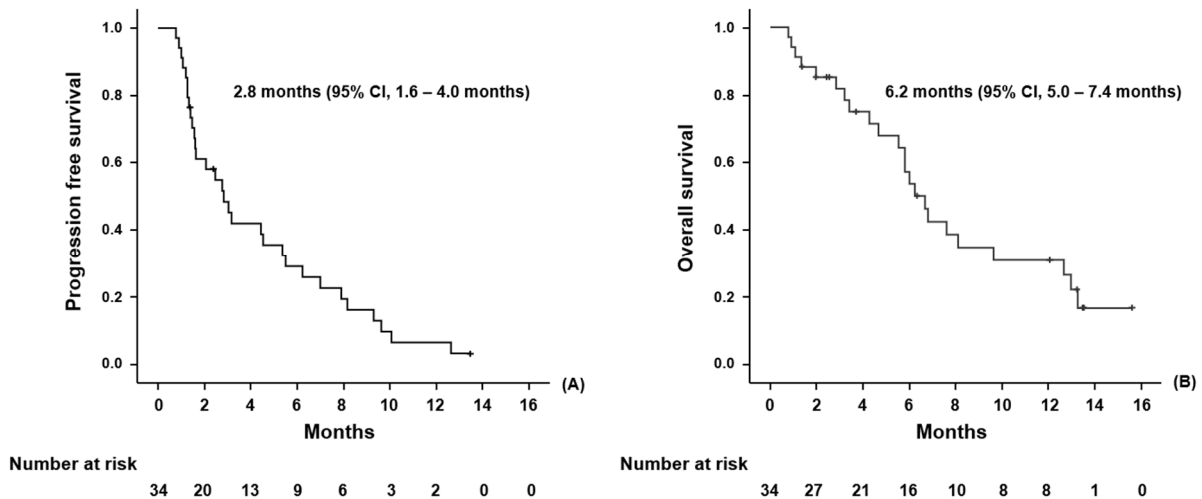 1.0
0.8
0.6
0.4
0.2
0.0
Progression free survival
2.8 months (95% CI, 1.6 – 4.0 months)
(A)
0 2 4 6 8 10 12 14 16
Months
Number at risk
34 20 13 9 6 3 2 0 0
1.0
0.8
0.6
0.4
0.2
0.0
Overall survival
6.2 months (95% CI, 5.0 – 7.4 months)
(B)
0 2 4 6 8 10 12 14 16
Months
Number at risk
34 27 21 16 10 8 8 1 0